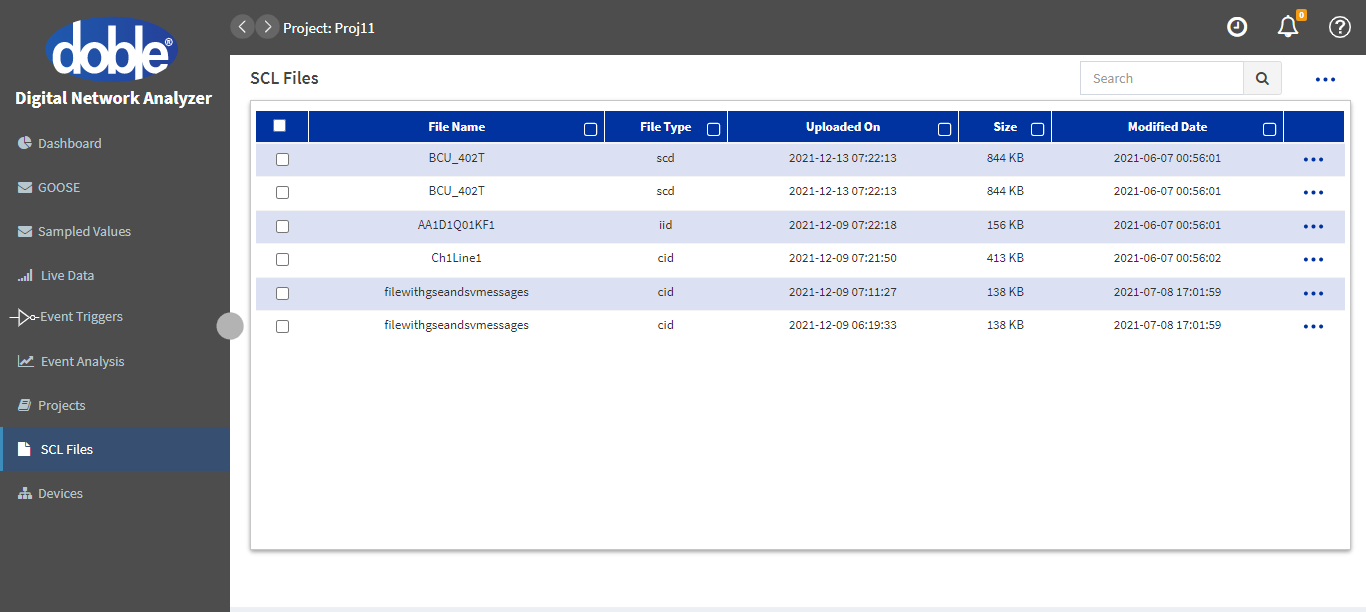 doble®
Digital Network Analyzer
Dashboard
GOOSE
Sampled Values
Live Data
Event Triggers
Event Analysis
Projects
SCL Files
Devices
Project: Proj11
0
SCL Files
Search
File Name File Type Uploaded On Size Modified Date
BCU_402T scd 2021-12-13 07:22:13 844 KB 2021-06-07 00:56:01
BCU_402T scd 2021-12-13 07:22:13 844 KB 2021-06-07 00:56:01
AA1D1Q01KF1 iid 2021-12-09 07:22:18 156 KB 2021-06-07 00:56:01
Ch1Line1 cid 2021-12-09 07:21:50 413 KB 2021-06-07 00:56:02
filewithgseandsvmessages cid 2021-12-09 07:11:27 138 KB 2021-07-08 17:01:59
filewithgseandsvmessages cid 2021-12-09 06:19:33 138 KB 2021-07-08 17:01:59